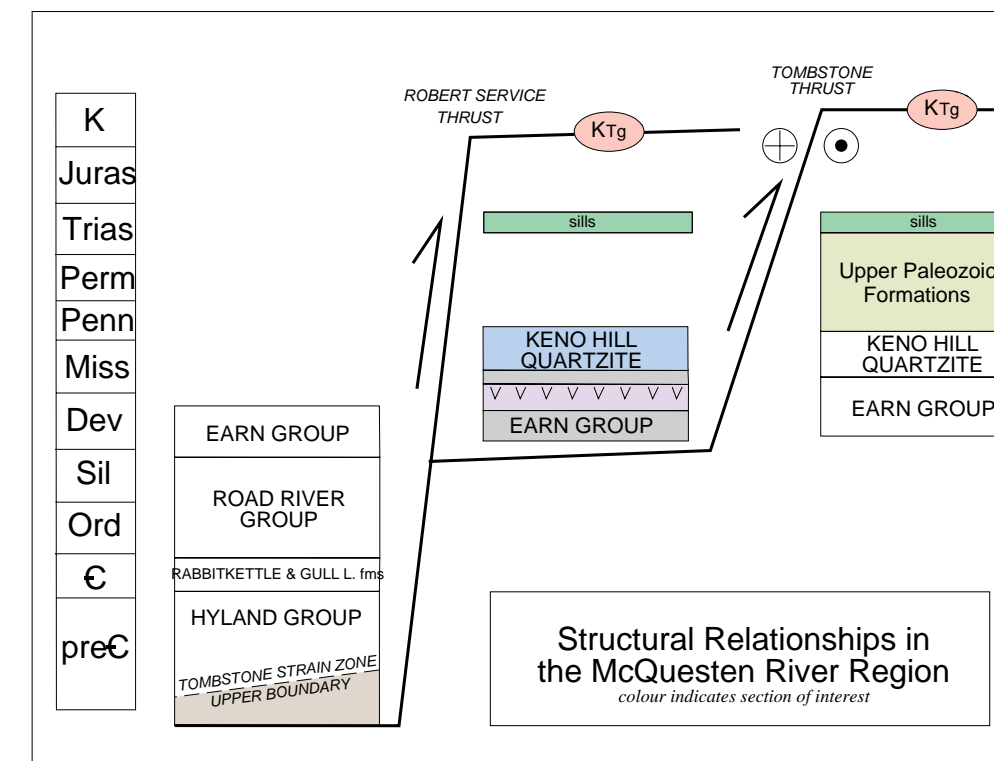 TOMBSTONE
THRUST
ROBERT SERVICE
THRUST
KTg
KTg
K
Juras
Trias
Perm
Penn
Miss
Dev
Sil
Ord
Є
preЄ
sills
sills
Upper Paleozoic
Formations
KENO HILL
QUARTZITE
KENO HILL
QUARTZITE
V V V V V V V V
EARN GROUP
EARN GROUP
EARN GROUP
ROAD RIVER
GROUP
RABBITKETTLE & GULL L. fms
HYLAND GROUP
TOMBSTONE STRAIN ZONE
UPPER BOUNDARY
Structural Relationships in
the McQuesten River Region
colour indicates section of interest